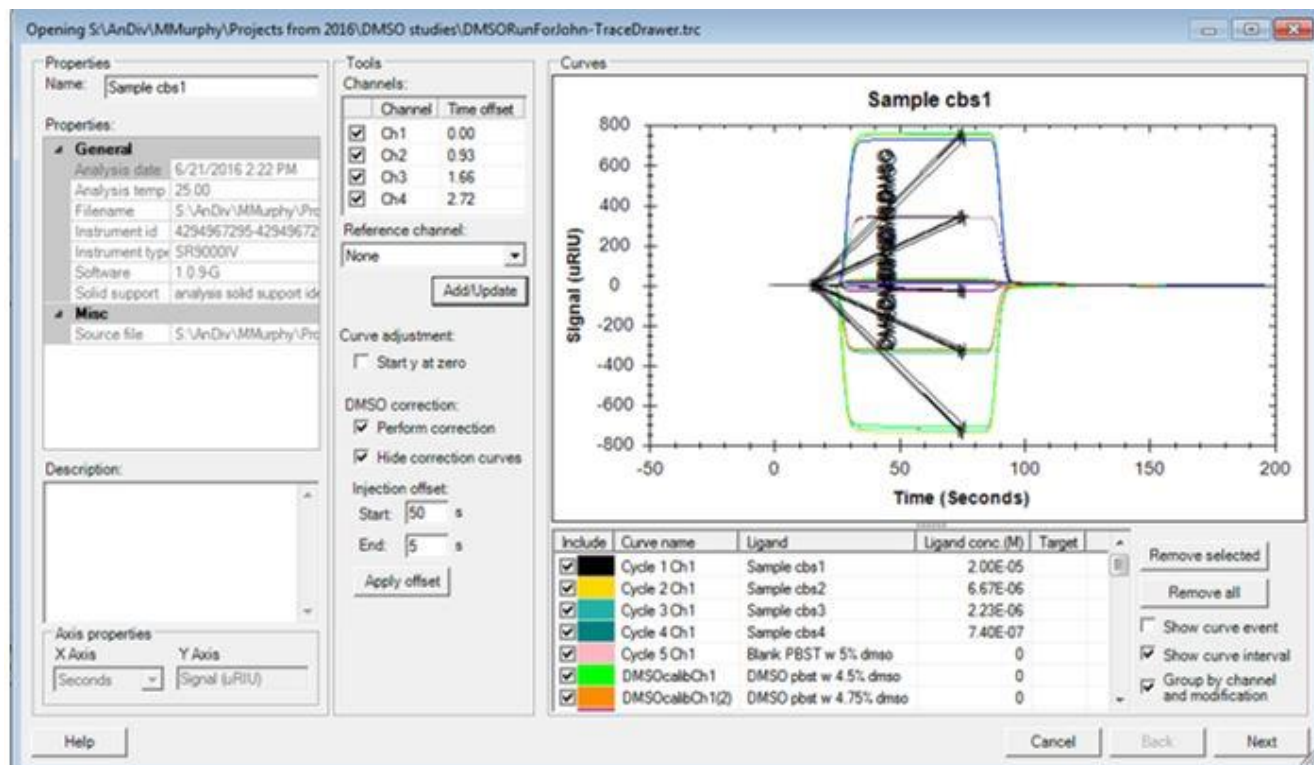 Opening S:\AnDiv\MMurphy\Projects from 2016\DMSO studies\DMSORunForJohn-TraceDrawer.trc
Properties
Name: Sample cbs1
Properties:
General
Analysis date 6/21/2016 2:22 PM
Analysis temp 25.00
Filename S:\AnDiv\MMurphy\Pro
Instrument id 4294967295-42949672
Instrument type SR9000IV
Software 1.0.9-G
Solid support analysis solid support ide
Misc
Source file S:\AnDiv\MMurphy\Pro
Description:
Axis properties
X Axis Y Axis
Seconds Signal (uRIU)
Tools
Channels:
Channel Time offset
Ch1 0.00
Ch2 0.93
Ch3 1.66
Ch4 2.72
Reference channel:
None
Add/Update
Curve adjustment:
Start y at zero
DMSO correction:
Perform correction
Hide correction curves
Injection offset:
Start: 50 s
End: 5 s
Apply offset
Curves
Sample cbs1
800
600
400
200
0
-200
-400
-600
-800
Signal (uRIU)
DMSO
DMSO
-50 0 50 100 150 200
Time (Seconds)
Include Curve name Ligand Ligand conc.(M) Target
Cycle 1 Ch1 Sample cbs1 2.00E-05
Cycle 2 Ch1 Sample cbs2 6.67E-06
Cycle 3 Ch1 Sample cbs3 2.23E-06
Cycle 4 Ch1 Sample cbs4 7.40E-07
Cycle 5 Ch1 Blank PBST w 5% dmso 0
DMSOcalibCh1 DMSO pbst w 4.5% dmso 0
DMSOcalibCh1(2) DMSO pbst w 4.75% dmso 0
Remove selected
Remove all
Show curve event
Show curve interval
Group by channel
and modification
Help
Cancel Back Next